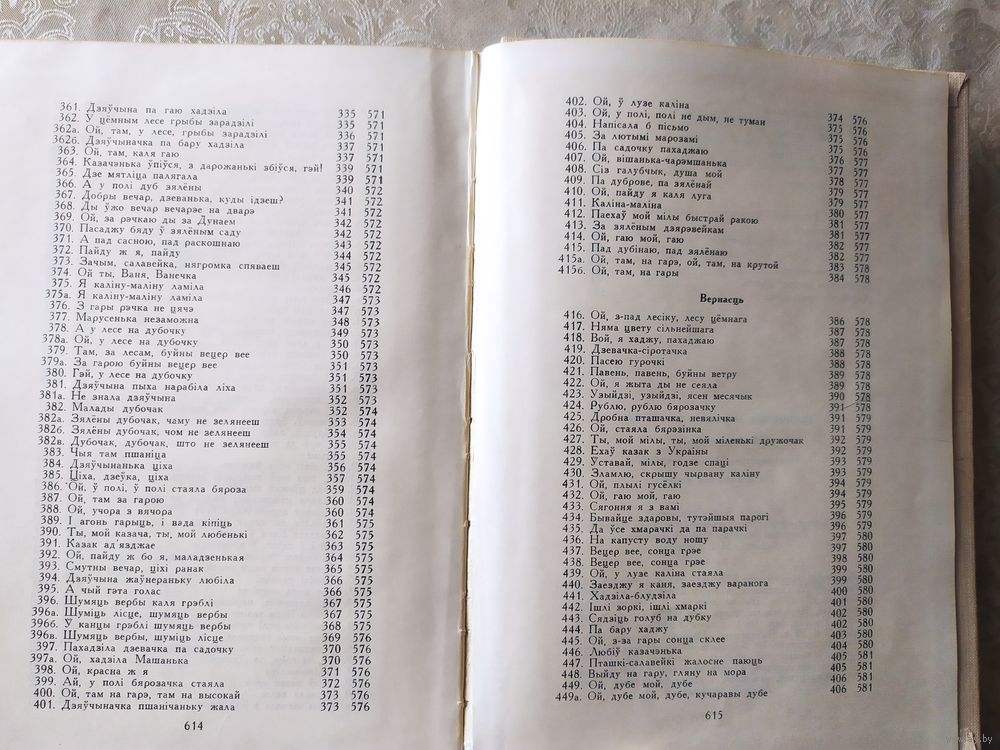 361. Дзяўчына па гаю хадзіла 335 571
362. У цёмным лесе грыбы зарадзілі 335 571
362а. Ой, там, у лесе, грыбы зарадзілі 336 571
362б. Дзяўчыначка па бару хадзіла 337 571
363. Ой, там, каля гаю 337 571
364. Казачэнька ўпіўся, з дарожанькі збіўся, гэй! 339 571
365. Дзе мятліца палягала 339 571
366. А у полі дуб зялёны 340 572
367. Добры вечар, дзеванька, куды ідзеш? 341 572
368. Ды ўжо вечар вечарэе на дварэ 341 572
369. Ой, за рэчкаю ды за Дунаем 342 572
370. Пасаджу бяду ў зяленым саду 342 572
371. А пад сасною, пад раскошнаю 343 572
372. Пайду ж я, пайду 344 572
373. Зачым, салавейка, нягромка спяваеш 345 572
374. Ой ты, Ваня, Ванечка 345 572
375. Я каліну-маліну ламіла 346 572
375а. Я каліну-маліну ламіла 347 573
376. З гары рэчка не цячэ 347 573
377. Марусенька незаможна 348 573
378. А у лесе на дубочку 349 573
378а. Ой, у лесе на дубочку 350 573
379. Там, за лесам, буйны вецер вее 350 573
379а. За гарою буйны вецер вее 351 573
380. Гэй, у лесе на дубочку 351 573
381. Дзяўчына пыха нарабіла ліха 351 573
381а. Не знала дзяўчына 352 573
382. Малады дубочак 352 574
382а. Зялёны дубочак, чаму не зелянееш 353 574
382б. Зялёны дубочак, чом не зелянееш 354 574
382в. Дубочак, дубочак, што не зелянееш 355 574
383. Чыя там пшаніца 355 574
384. Дзяўчынанька ціха 356 574
385. Ціха, дзеўка, ціха 357 574
386. Ой, ў полі, ў полі стаяла бяроза 359 574
387. Ой, там за гарою 360 574
388. Ой, учора з вячора 360 574
389. І агонь гарыць, і вада кіпіць 361 575
390. Ты, мой казача, ты, мой любенькі 362 575
391. Казак ад'язджае 363 575
392. Ой, пайду ж бо я, маладзенькая 364 575
393. Смутны вечар, ціхі ранак 365 575
394. Дзяўчына жаўнераньку любіла 366 575
395. А чый гэта голас 366 575
396. Шумяць вербы каля грэблі 367 575
396а. Шуміць лісце, шумяць вербы 367 575
396б. У канцы грэблі шумяць вербы 368 575
396в. Шумяць вербы, шуміць лісце 369 576
397. Пахадзіла дзевачка па садочку 370 576
397а. Ой, хадзіла Машанька 370 576
398. Ой, красна ж я 371 576
399. Ай, у полі бярозачка стаяла 372 576
400. Ой, там на гарэ, там на высокай 373 576
401. Дзяўчыначка пшанічаньку жала 373 576
614
402. Ой, ў лузе каліна 374 576
403. Ой, у полі, полі не дым, не туман 375 576
404. Напісала б пісьмо 375 576
405. За лютымі марозамі 375 576
406. Па садочку пахаджаю 376 577
407. Ой, вішанька-чарэмшанька 377 577
408. Сіз галубчык, душа мой 378 577
409. Па дуброве, па зялёнай 379 577
410. Ой, пайду я каля луга 379 577
411. Каліна-маліна 380 577
412. Паехаў мой мілы быстрай ракою 381 577
413. За зяленым дзярэвейкам 381 577
414. Ой, гаю мой, гаю 382 577
415. Пад дубінаю, пад зялёнаю 382 577
415а. Ой, там, на гарэ, ой, там, на крутой 383 578
415б. Ой, там, на гары 384 578
Вернасць
416. Ой, з-пад лесіку, лесу цёмнага 386 578
417. Няма цвету сільнейшага 387 578
418. Вой, я хаджу, пахаджаю 387 578
419. Дзевачка-сіротачка 388 578
420. Пасею гурочкі 388 578
421. Павень, павень, буйны ветру 389 578
422. Ой, я жыта ды не сеяла 389 578
423. Узыйдзі, узыйдзі, ясен месячык 390 578
424. Рублю, рублю бярозачку 391 578
425. Дробна пташачка, невялічка 391 579
426. Ой, стаяла бярэзінка 391 579
427. Ты, мой мілы, ты, мой міленькі дружочак 392 579
428. Ехаў казак з Украіны 392 579
429. Уставай, мілы, годзе спаці 393 579
430. Зламлю, скрышу чырвану каліну 393 579
431. Ой, плылі гусёлкі 394 579
432. Ой, гаю мой, гаю 394 579
433. Сягоння я з вамі 395 579
434. Бывайце здаровы, тутэйшыя парогі 396 579
435. Да ўсе хмарачкі да па парачкі 396 579
436. На капусту воду ношу 397 580
437. Вецер вее, сонца грэе 397 580
438. Вецер вее, сонца грэе 398 580
439. Ой, у лузе каліна стаяла 399 580
440. Заезджу я каня, заезджу варанога 399 580
441. Хадзіла-блудзіла 400 580
442. Ішлі зоркі, ішлі хмаркі 401 580
443. Сядзіць голуб на дубку 402 580
444. Па бару хаджу 402 580
445. Ой, з-за гары сонца склее 403 580
446. Любіў казачэнька 404 580
447. Пташкі-салавейкі жалосне паюць 405 581
448. Выйду на гару, гляну на мора 405 581
449. Ой, дубе мой, дубе 406 581
449а. Ой, дубе мой, дубе, кучаравы дубе 406 581
615